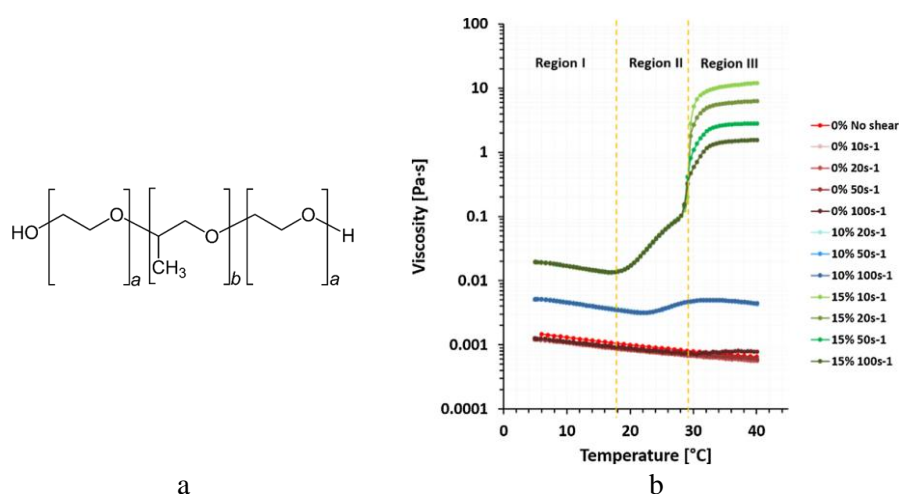 HO
O
a
CH3
O
b
O
H
a
a
Viscosity [Pa·s]
100
10
1
0.1
0.01
0.001
0.0001
Region I Region II Region III
0 10 20 30 40
Temperature [°C]
0% No shear
0% 10s-1
0% 20s-1
0% 50s-1
0% 100s-1
10% 20s-1
10% 50s-1
10% 100s-1
15% 10s-1
15% 20s-1
15% 50s-1
15% 100s-1
b